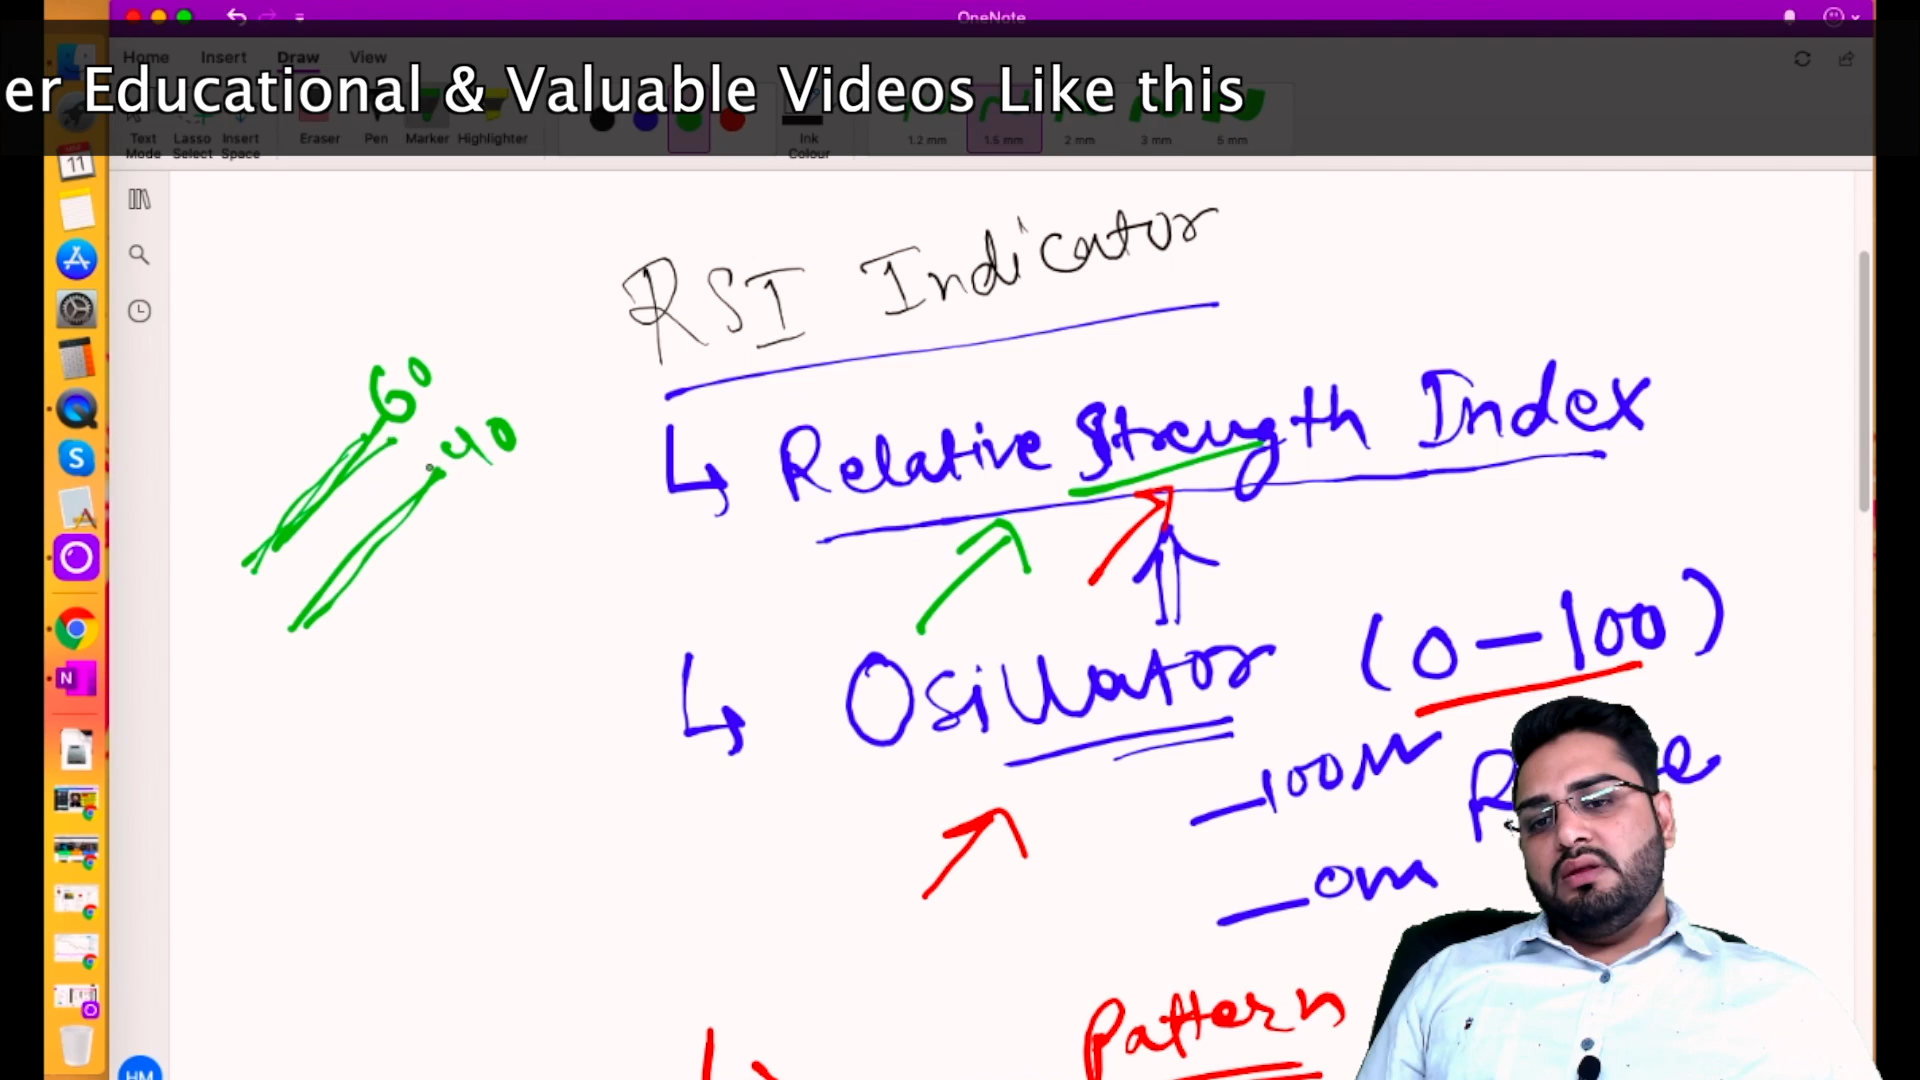 OneNote
Home Insert Draw View
er Educational & Valuable Videos Like this
Text Mode
Lasso Select
Insert Space
Eraser
Pen
Marker
Highlighter
Ink Colour
1.2 mm
1.5 mm
2 mm
3 mm
5 mm
11
RSI Indicator
60
40
Relative Strength Index
Osillator (0-100)
Pattern
N
HM